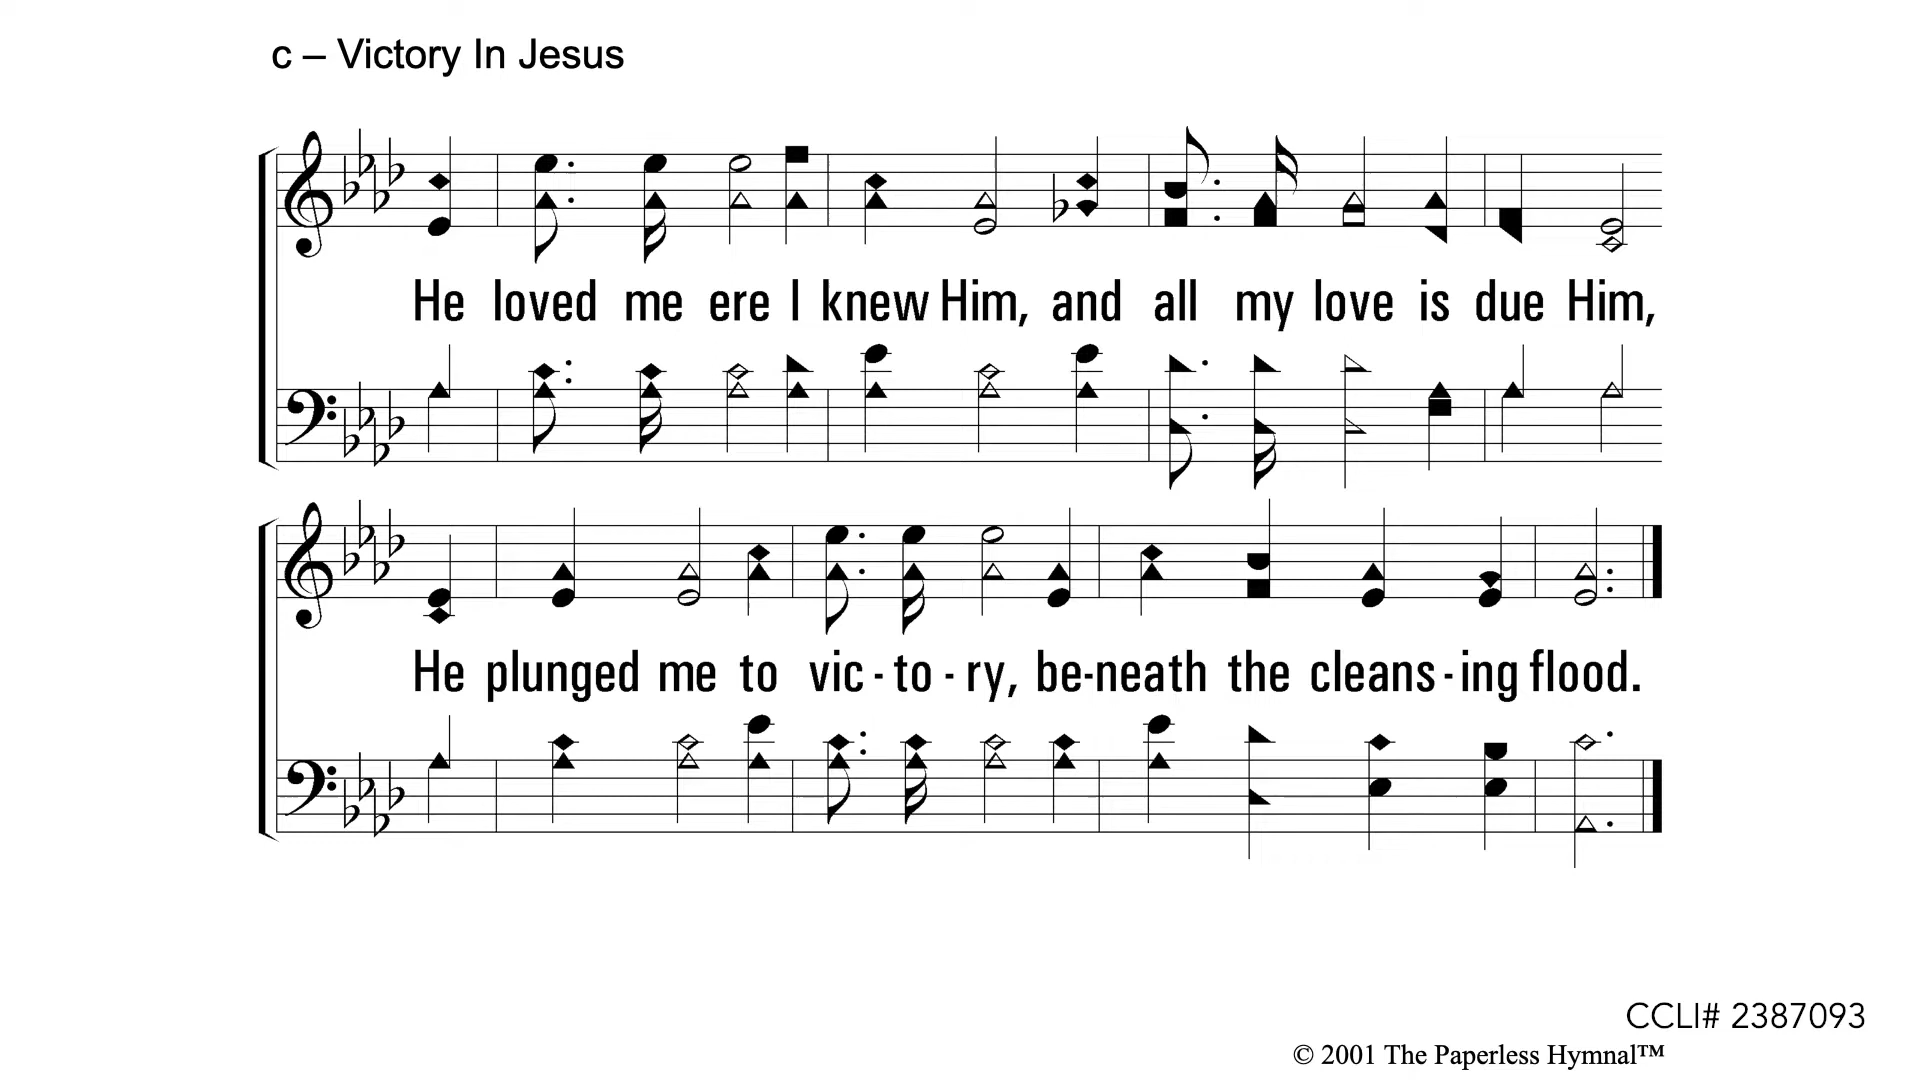 c – Victory In Jesus
He loved me ere I knew Him, and all my love is due Him,
He plunged me to vic - to - ry, be-neath the cleans - ing flood.
CCLI# 2387093
© 2001 The Paperless Hymnal™